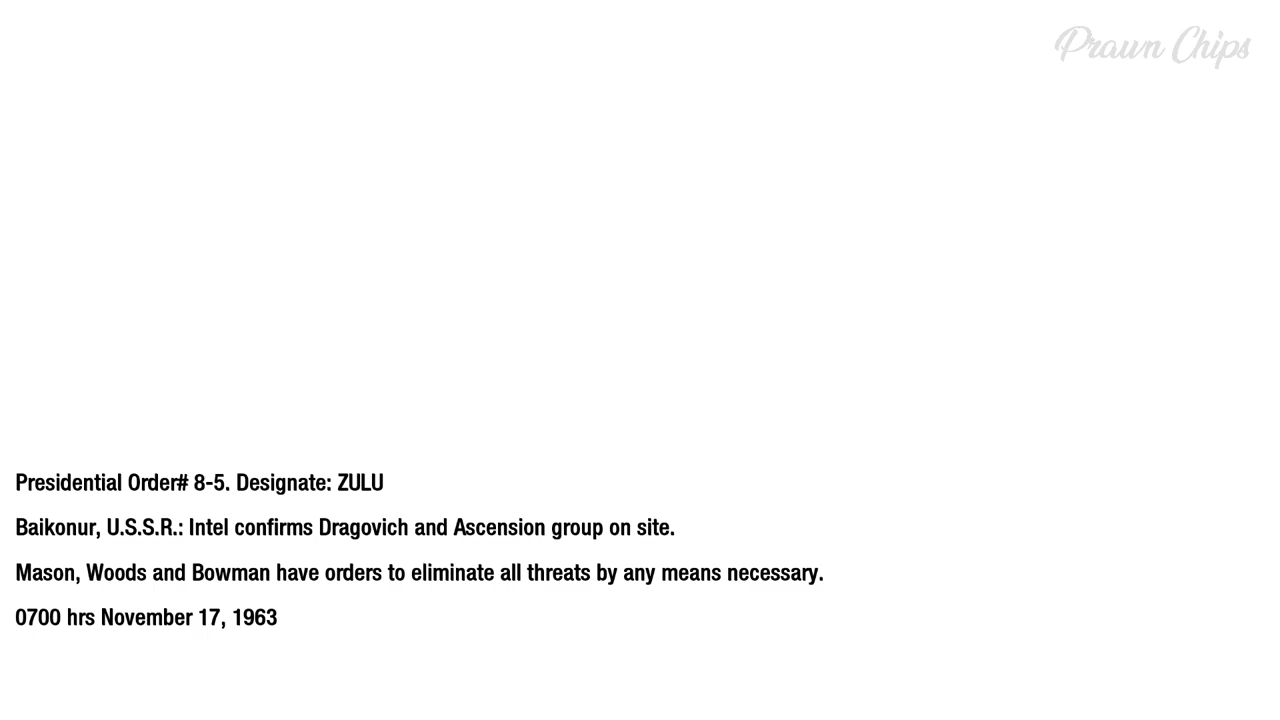 Prawn Chips
Presidential Order# 8-5. Designate: ZULU
Baikonur, U.S.S.R.: Intel confirms Dragovich and Ascension group on site.
Mason, Woods and Bowman have orders to eliminate all threats by any means necessary.
0700 hrs November 17, 1963